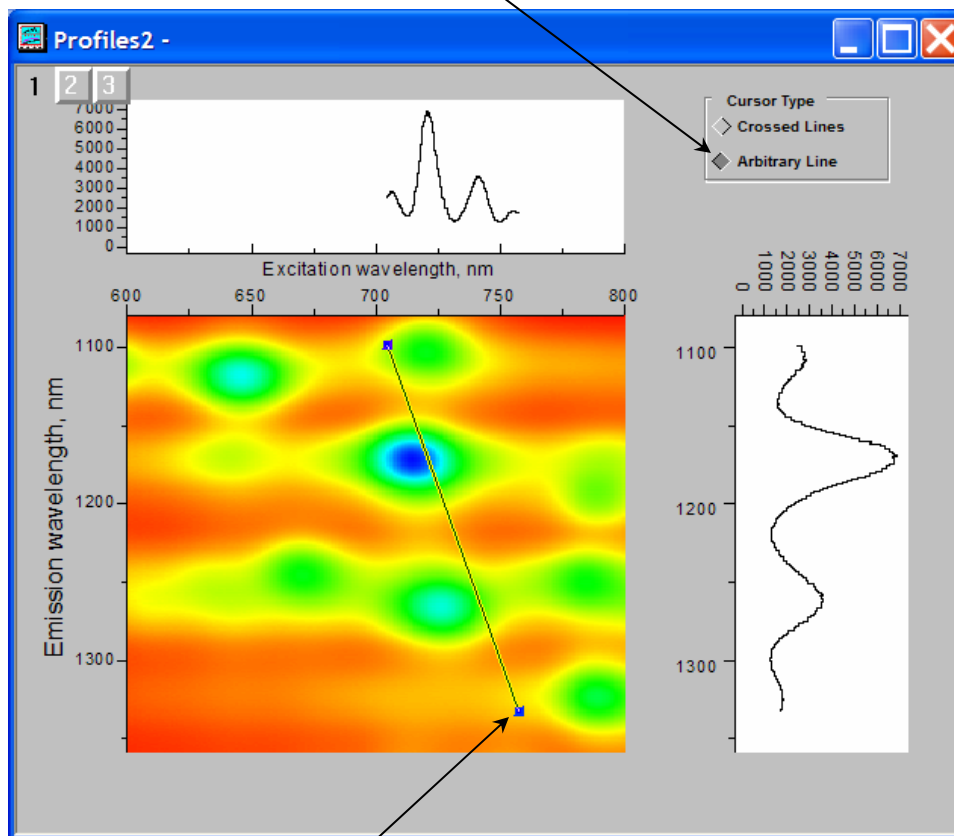 Profiles2 -
1 2 3
Cursor Type
Crossed Lines
Arbitrary Line
7000
6000
5000
4000
3000
2000
1000
0
Excitation wavelength, nm
600 650 700 750 800
Emission wavelength, nm
1100
1200
1300
0 1000 2000 3000 4000 5000 6000 7000
1100
1200
1300